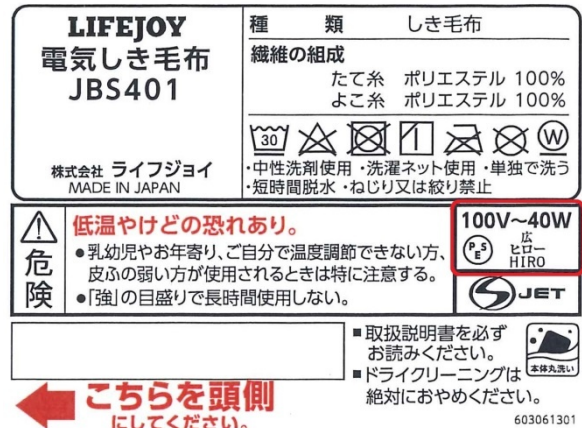 LIFEJOY
電気しき毛布
JBS401
株式会社 ライフジョイ
MADE IN JAPAN
種 類 しき毛布
繊維の組成
たて糸 ポリエステル 100%
よこ糸 ポリエステル 100%
30
W
・中性洗剤使用 ・洗濯ネット使用 ・単独で洗う
・短時間脱水 ・ねじり又は絞り禁止
危険
低温やけどの恐れあり。
●乳幼児やお年寄り、ご自分で温度調節できない方、
皮ふの弱い方が使用されるときは特に注意する。
●「強」の目盛りで長時間使用しない。
100V～40W
PSE
広
ヒロー
HIRO
S JET
■取扱説明書を必ず
お読みください。
■ドライクリーニングは
絶対におやめください。
本体丸洗い
こちらを頭側
にしてください。
603061301